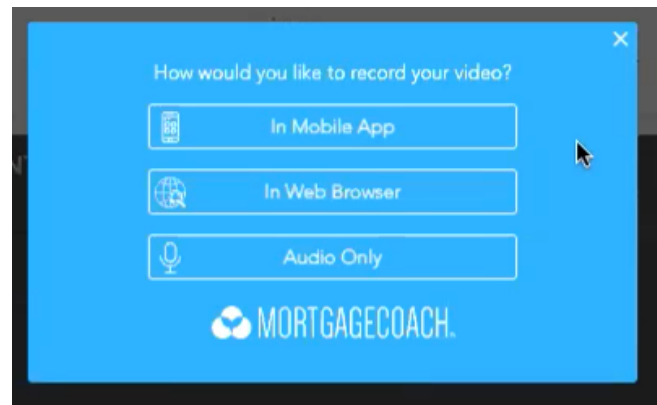 How would you like to record your video?
In Mobile App
In Web Browser
Audio Only
MORTGAGECOACH